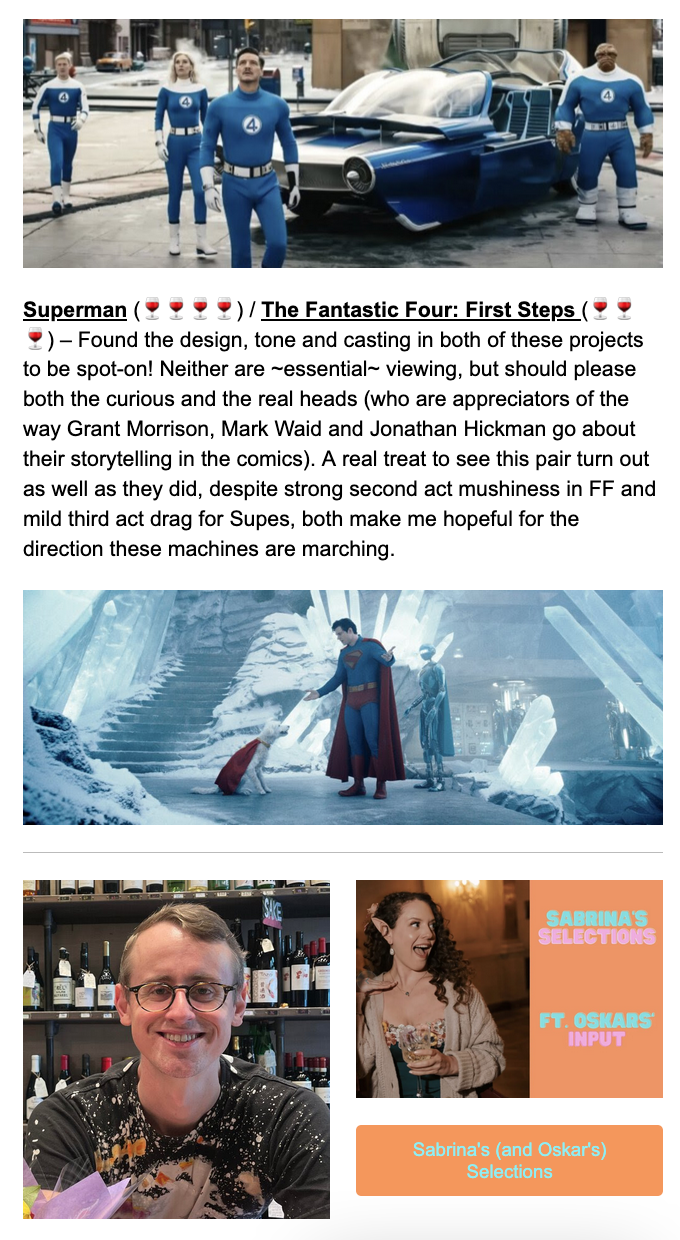 4
4
4
4
Superman (🍷🍷🍷🍷) / The Fantastic Four: First Steps (🍷🍷
🍷) – Found the design, tone and casting in both of these projects
to be spot-on! Neither are ~essential~ viewing, but should please
both the curious and the real heads (who are appreciators of the
way Grant Morrison, Mark Waid and Jonathan Hickman go about
their storytelling in the comics). A real treat to see this pair turn out
as well as they did, despite strong second act mushiness in FF and
mild third act drag for Supes, both make me hopeful for the
direction these machines are marching.
SAKE
SABRINA'S
SELECTIONS
FT. OSKARS'
INPUT
Sabrina's (and Oskar's)
Selections